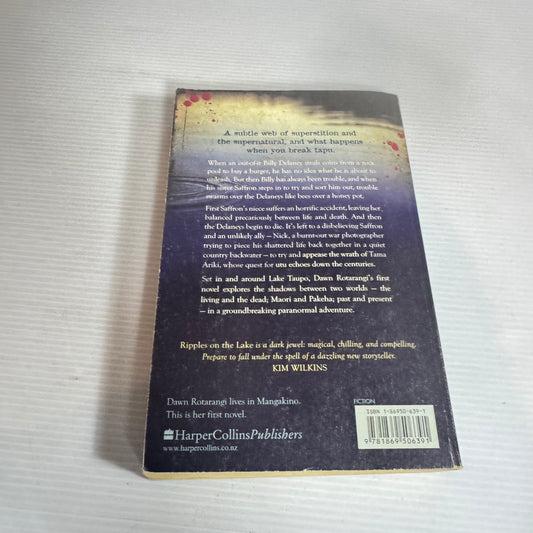 A subtle web of superstition and
the supernatural, and what happens
when you break tapu.
When an out-of-it Billy Delaney steals coins from a rock
pool to buy a burger, he has no idea what he is about to
unleash. But then Billy has always been trouble, and when
his sister Saffron steps in to try and sort him out, trouble
swarms over the Delaneys like bees over a honey pot.
First Saffron's niece suffers an horrific accident, leaving her
balanced precariously between life and death. And then
the Delaneys begin to die. It's left to a disbelieving Saffron
and an unlikely ally – Nick, a burnt-out war photographer
trying to piece his shattered life back together in a quiet
country backwater – to try and appease the wrath of Tama
Ariki, whose quest for utu echoes down the centuries.
Set in and around Lake Taupo, Dawn Rotarangi's first
novel explores the shadows between two worlds – the
living and the dead; Maori and Pakeha; past and present
– in a groundbreaking paranormal adventure.
Ripples on the Lake is a dark jewel: magical, chilling, and compelling.
Prepare to fall under the spell of a dazzling new storyteller.
KIM WILKINS
Dawn Rotarangi lives in Mangakino.
This is her first novel.
HarperCollinsPublishers
www.harpercollins.co.nz
FICTION
ISBN 1-86950-639-1
9 781869 506391